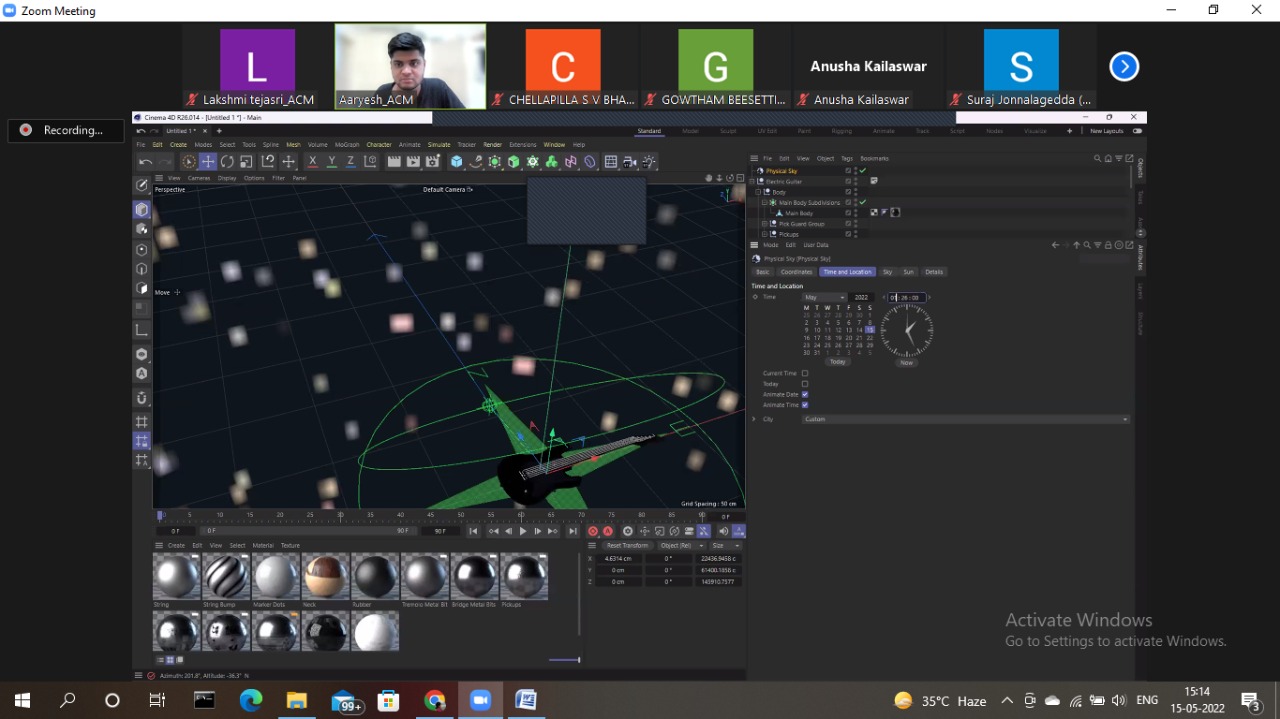 Zoom Meeting
L
C
G
Anusha Kailaswar
S
Lakshmi tejasri_ACM
Aaryesh_ACM
CHELLAPILLA S V BHA...
GOWTHAM BEESETTI...
Anusha Kailaswar
Suraj Jonnalagedda (...
Recording...
Cinema 4D R26.014 - [Untitled 1 *] - Main
Untitled 1 *
Standard Model Sculpt UV Edit Paint Rigging Animate Track Script Nodes Visualize New Layouts
File Edit Create Modes Select Tools Spline Mesh Volume MoGraph Character Animate Simulate Tracker Render Extensions Window Help
File Edit View Object Tags Bookmarks
X Y Z
View Cameras Display Options Filter Panel
Perspective
Default Camera
Move
Grid Spacing : 50 cm
Physical Sky
Electric Guitar
Body
Main Body Subdivisions
Main Body
Pick Guard Group
Pickups
Objects
Attributes
Layers
Structure
Mode Edit User Data
Physical Sky [Physical Sky]
Basic Coordinates Time and Location Sky Sun Details
Time and Location
Time May 2022 01 : 26 : 00
M T W T F S S
25 26 27 28 29 30 1
2 3 4 5 6 7 8
9 10 11 12 13 14 15
16 17 18 19 20 21 22
23 24 25 26 27 28 29
30 31 1 2 3 4 5
Today
Now
Current Time
Today
Animate Date
Animate Time
City Custom
0 5 10 15 20 25 30 35 40 45 50 55 60 65 70 75 80 85 90 0 F
0 F 0 F 90 F 90 F
Create Edit View Select Material Texture
Reset Transform Object (Rel) Size
X 4.6314 cm 0 ° 22436.9458 c
Y 0 cm 0 ° 61400.1858 c
Z 0 cm 0 ° 143910.7577
String String Bump Marker Dots Neck Rubber Tremolo Metal Bit Bridge Metal Bits Pickups
Azimuth: 201.8°, Altitude: -36.3° N
Activate Windows
Go to Settings to activate Windows.
99+
35°C Haze
ENG
15:14
15-05-2022
3